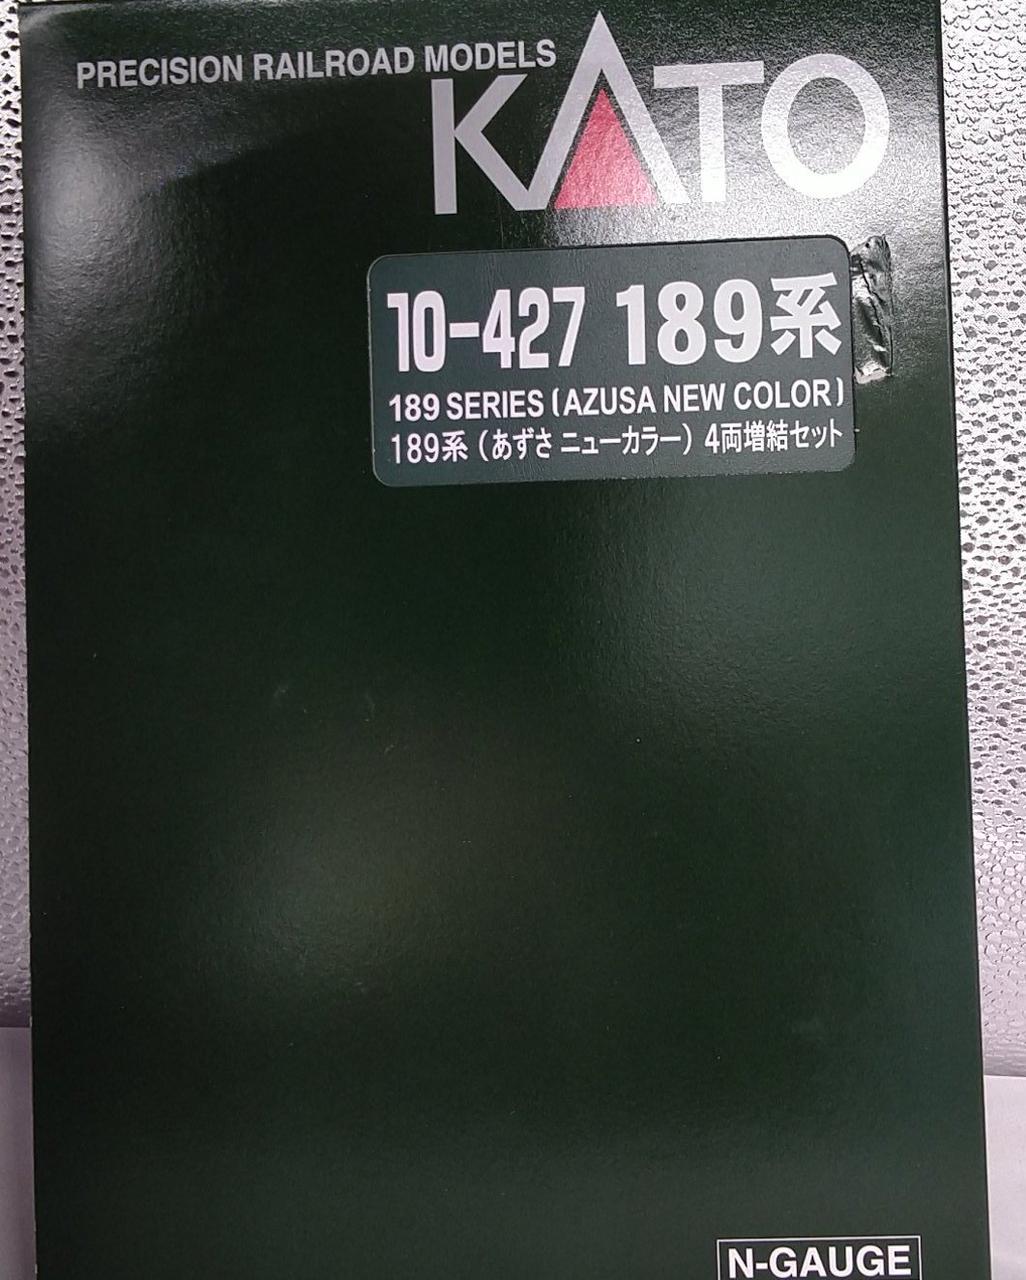 PRECISION RAILROAD MODELS
KATO
10-427 189系
189 SERIES (AZUSA NEW COLOR)
189系 (あずさ ニューカラー) 4両増結セット
N-GAUGE